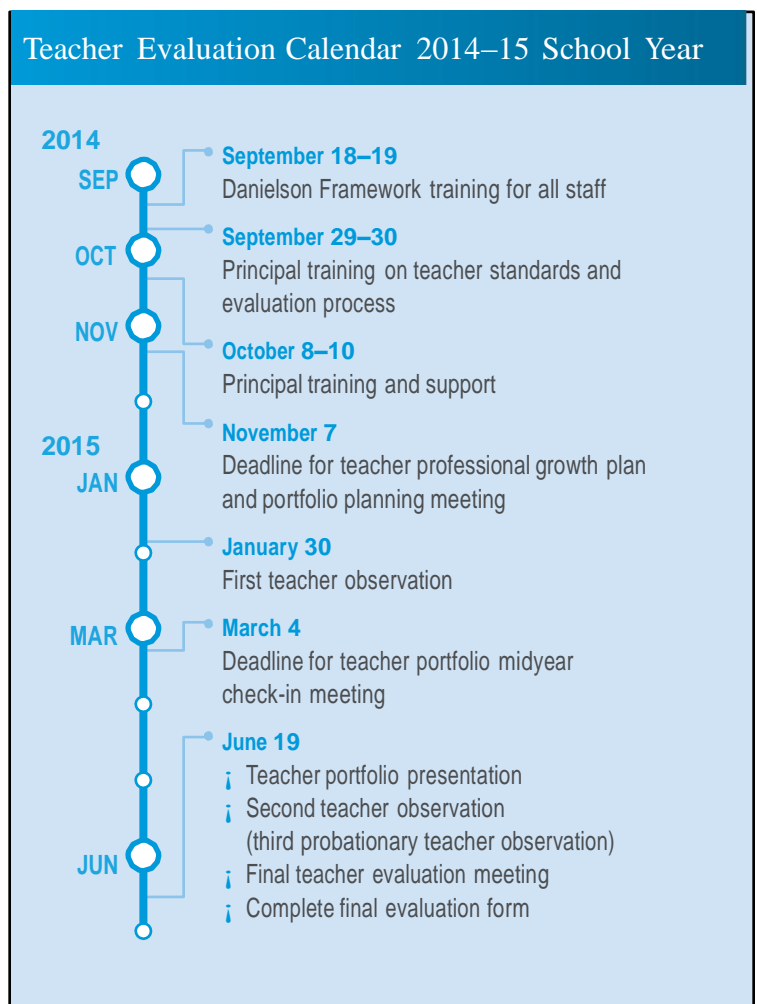 Teacher Evaluation Calendar 2014–15 School Year
2014
SEP
September 18–19
Danielson Framework training for all staff
OCT
September 29–30
Principal training on teacher standards and
evaluation process
NOV
October 8–10
Principal training and support
November 7
Deadline for teacher professional growth plan
and portfolio planning meeting
2015
JAN
January 30
First teacher observation
MAR
March 4
Deadline for teacher portfolio midyear
check-in meeting
June 19
¡ Teacher portfolio presentation
¡ Second teacher observation
(third probationary teacher observation)
¡ Final teacher evaluation meeting
¡ Complete final evaluation form
JUN